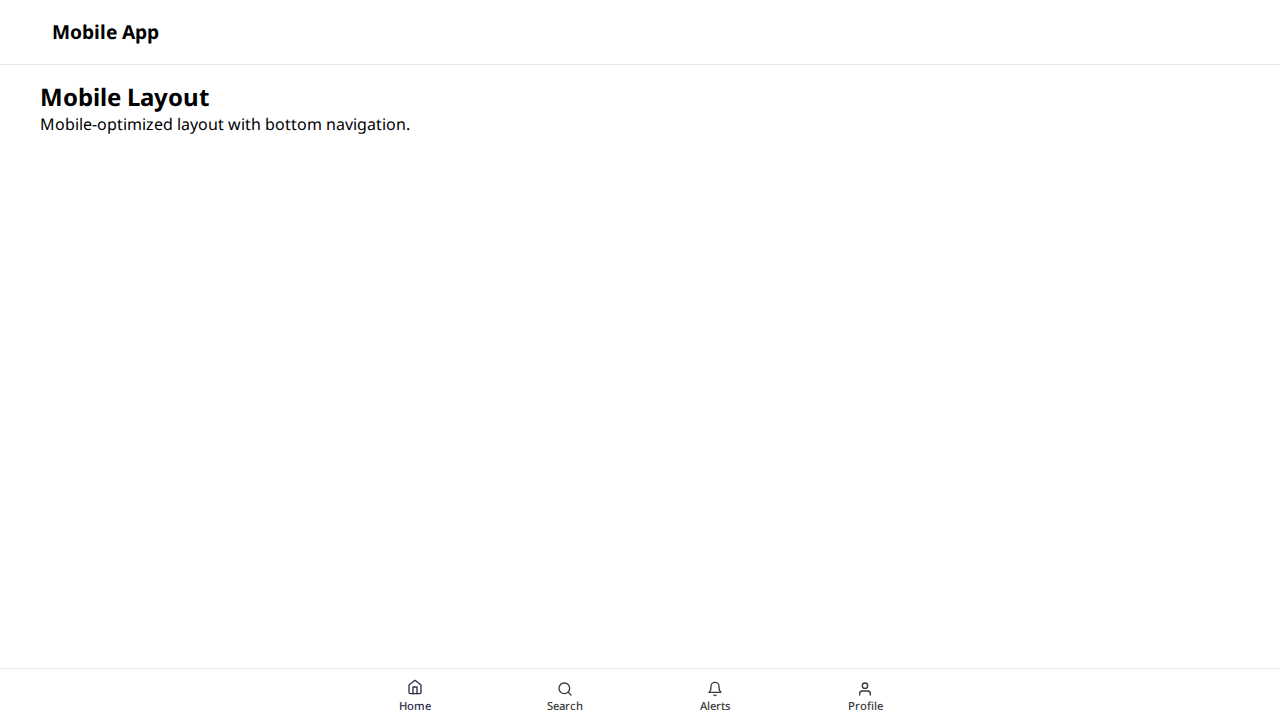 Mobile App
Mobile Layout
Mobile-optimized layout with bottom navigation.
Home
Search
Alerts
Profile